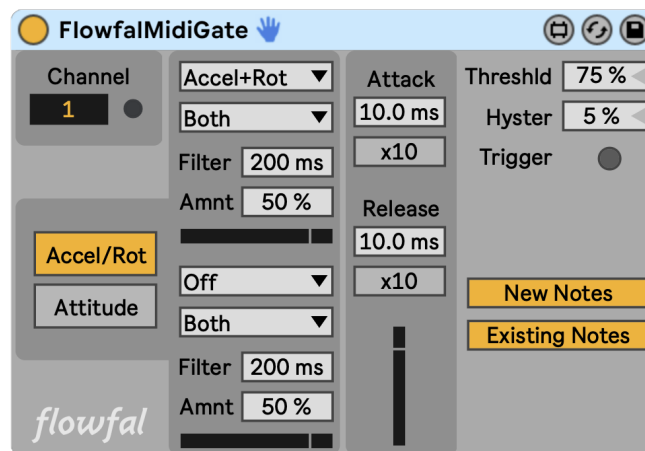 FlowfalMidiGate
Channel
1
Accel/Rot
Attitude
flowfal
Accel+Rot
Both
Filter 200 ms
Amnt 50 %
Off
Both
Filter 200 ms
Amnt 50 %
Attack
10.0 ms
x10
Release
10.0 ms
x10
Threshld 75 %
Hyster 5 %
Trigger
New Notes
Existing Notes